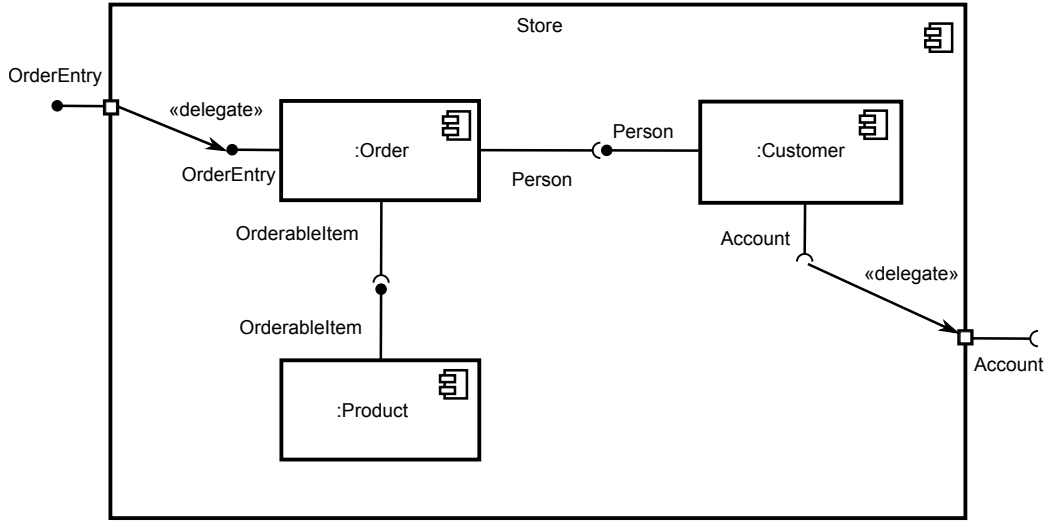 Store
OrderEntry
«delegate»
:Order
OrderEntry
Person
Person
:Customer
OrderableItem
Account
«delegate»
OrderableItem
Account
:Product